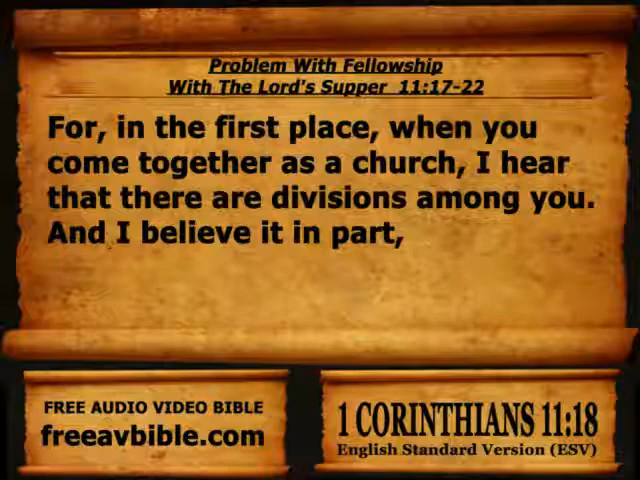 Problem With Fellowship
With The Lord's Supper 11:17-22
For, in the first place, when you
come together as a church, I hear
that there are divisions among you.
And I believe it in part,
FREE AUDIO VIDEO BIBLE
freeavbible.com
1 CORINTHIANS 11:18
English Standard Version (ESV)